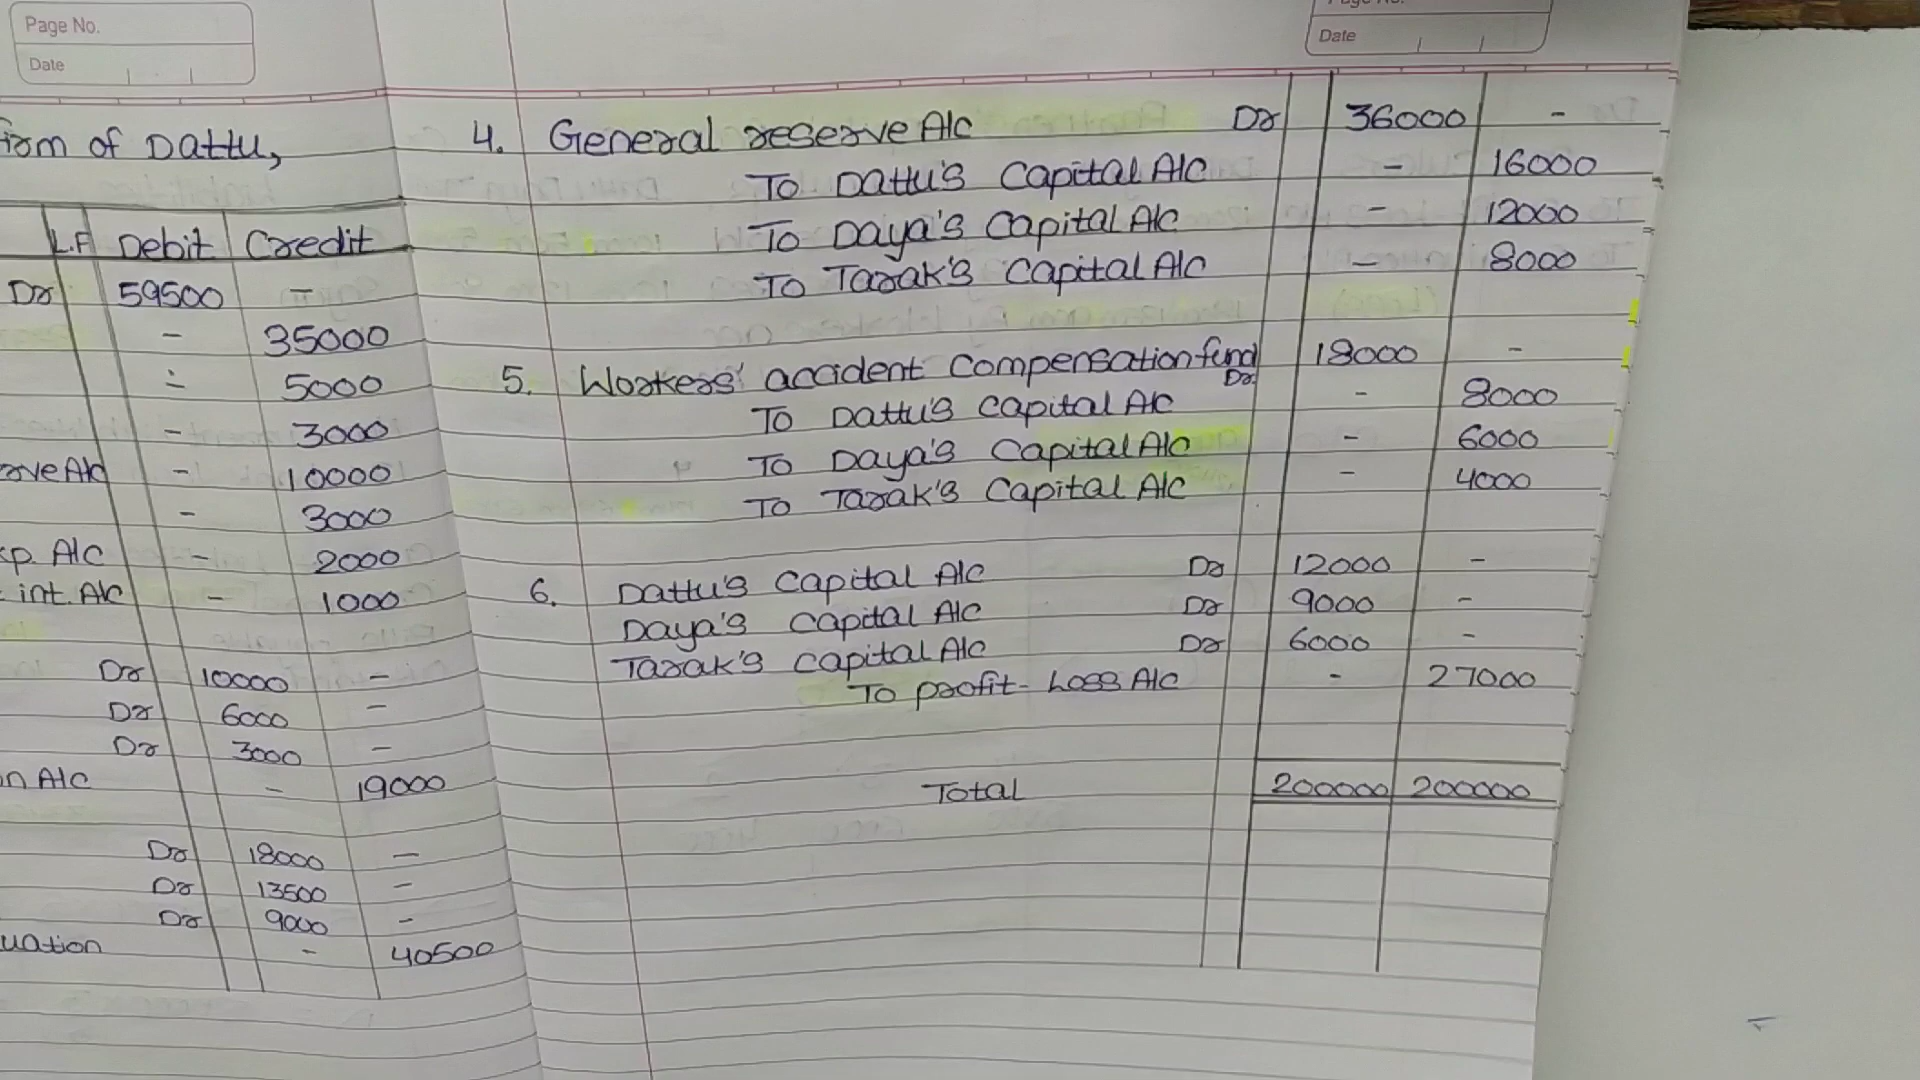 Page No.
Date
firm of Dattu,
L.F Debit Credit
Dr 59500 -
- 35000
- 5000
- 3000
A/c - 10000
- 3000
A/c - 2000
int. A/c - 1000
Dr 10000 -
Dr 6000 -
Dr 3000 -
A/c - 19000
Dr 18000 -
Dr 13500 -
Dr 9000 -
- 40500
Date
4. General reserve A/c Dr 36000 -
To Dattu's Capital A/c - 16000
To Daya's Capital A/c - 12000
To Tarak's Capital A/c - 8000
5. Workers' accident Compensation fund Dr. 18000 -
To Dattu's Capital A/c - 8000
To Daya's Capital A/c - 6000
To Tarak's Capital A/c - 4000
6. Dattu's Capital A/c Dr 12000 -
Daya's Capital A/c Dr 9000 -
Tarak's Capital A/c Dr 6000 -
To profit - Loss A/c - 27000
Total 200000 200000